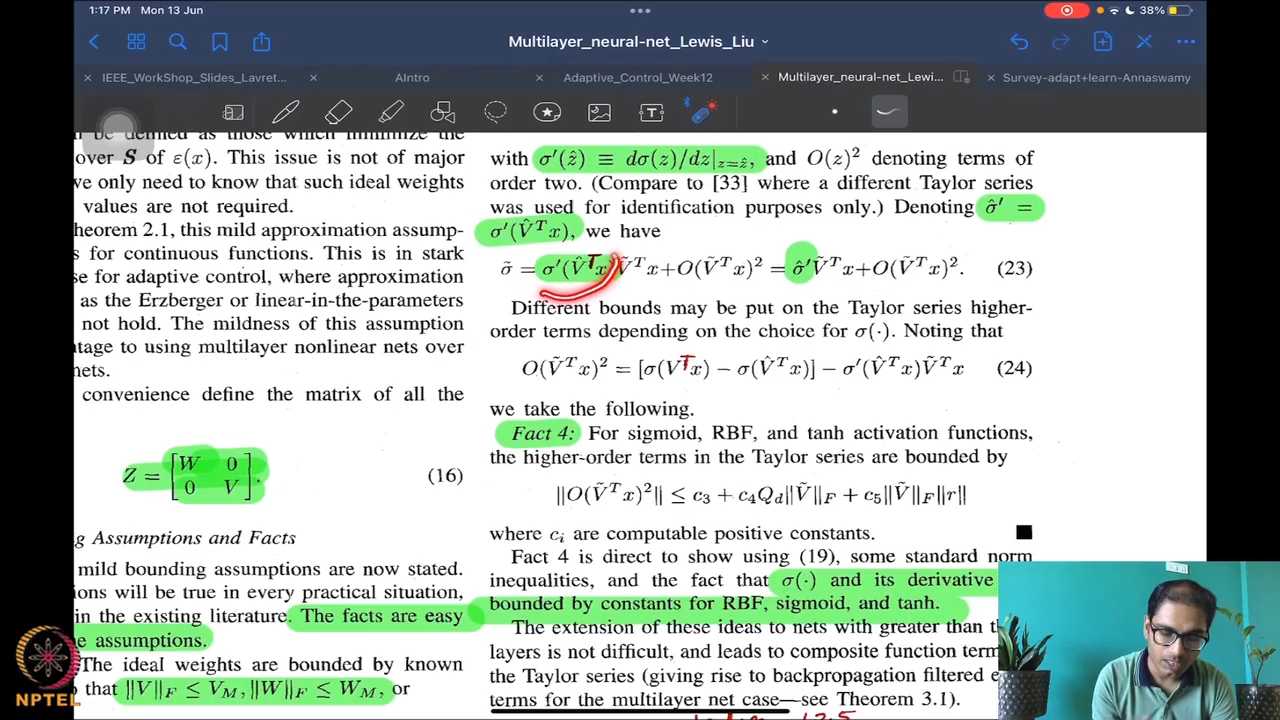 1:17 PM Mon 13 Jun
38%
Multilayer_neural-net_Lewis_Liu
IEEE_WorkShop_Slides_Lavret...
AIntro
Adaptive_Control_Week12
Multilayer_neural-net_Lewi...
Survey-adapt+learn-Annaswamy
be defined as those which minimize the
over S of ε(x). This issue is not of major
we only need to know that such ideal weights
values are not required.
heorem 2.1, this mild approximation assump-
s for continuous functions. This is in stark
se for adaptive control, where approximation
as the Erzberger or linear-in-the-parameters
not hold. The mildness of this assumption
ntage to using multilayer nonlinear nets over
nets.
convenience define the matrix of all the
Z = [W 0
0 V]. (16)
g Assumptions and Facts
mild bounding assumptions are now stated.
ions will be true in every practical situation,
in the existing literature. The facts are easy
e assumptions.
The ideal weights are bounded by known
that ‖V‖F ≤ VM, ‖W‖F ≤ WM, or
with σ′(ẑ) ≡ dσ(z)/dz|z=ẑ, and O(z)² denoting terms of
order two. (Compare to [33] where a different Taylor series
was used for identification purposes only.) Denoting σ̂′ =
σ′(V̂ᵀx), we have
σ̃ = σ′(V̂ᵀx)Ṽᵀx+O(Ṽᵀx)² = σ̂′Ṽᵀx+O(Ṽᵀx)². (23)
Different bounds may be put on the Taylor series higher-
order terms depending on the choice for σ(·). Noting that
O(Ṽᵀx)² = [σ(Vᵀx) − σ(V̂ᵀx)] − σ′(V̂ᵀx)Ṽᵀx (24)
we take the following.
Fact 4: For sigmoid, RBF, and tanh activation functions,
the higher-order terms in the Taylor series are bounded by
‖O(Ṽᵀx)²‖ ≤ c3 + c4Qd‖Ṽ‖F + c5‖Ṽ‖F‖r‖
where ci are computable positive constants.
Fact 4 is direct to show using (19), some standard norm
inequalities, and the fact that σ(·) and its derivative
bounded by constants for RBF, sigmoid, and tanh.
The extension of these ideas to nets with greater than
layers is not difficult, and leads to composite function term
the Taylor series (giving rise to backpropagation filtered e
terms for the multilayer net case—see Theorem 3.1).
NPTEL